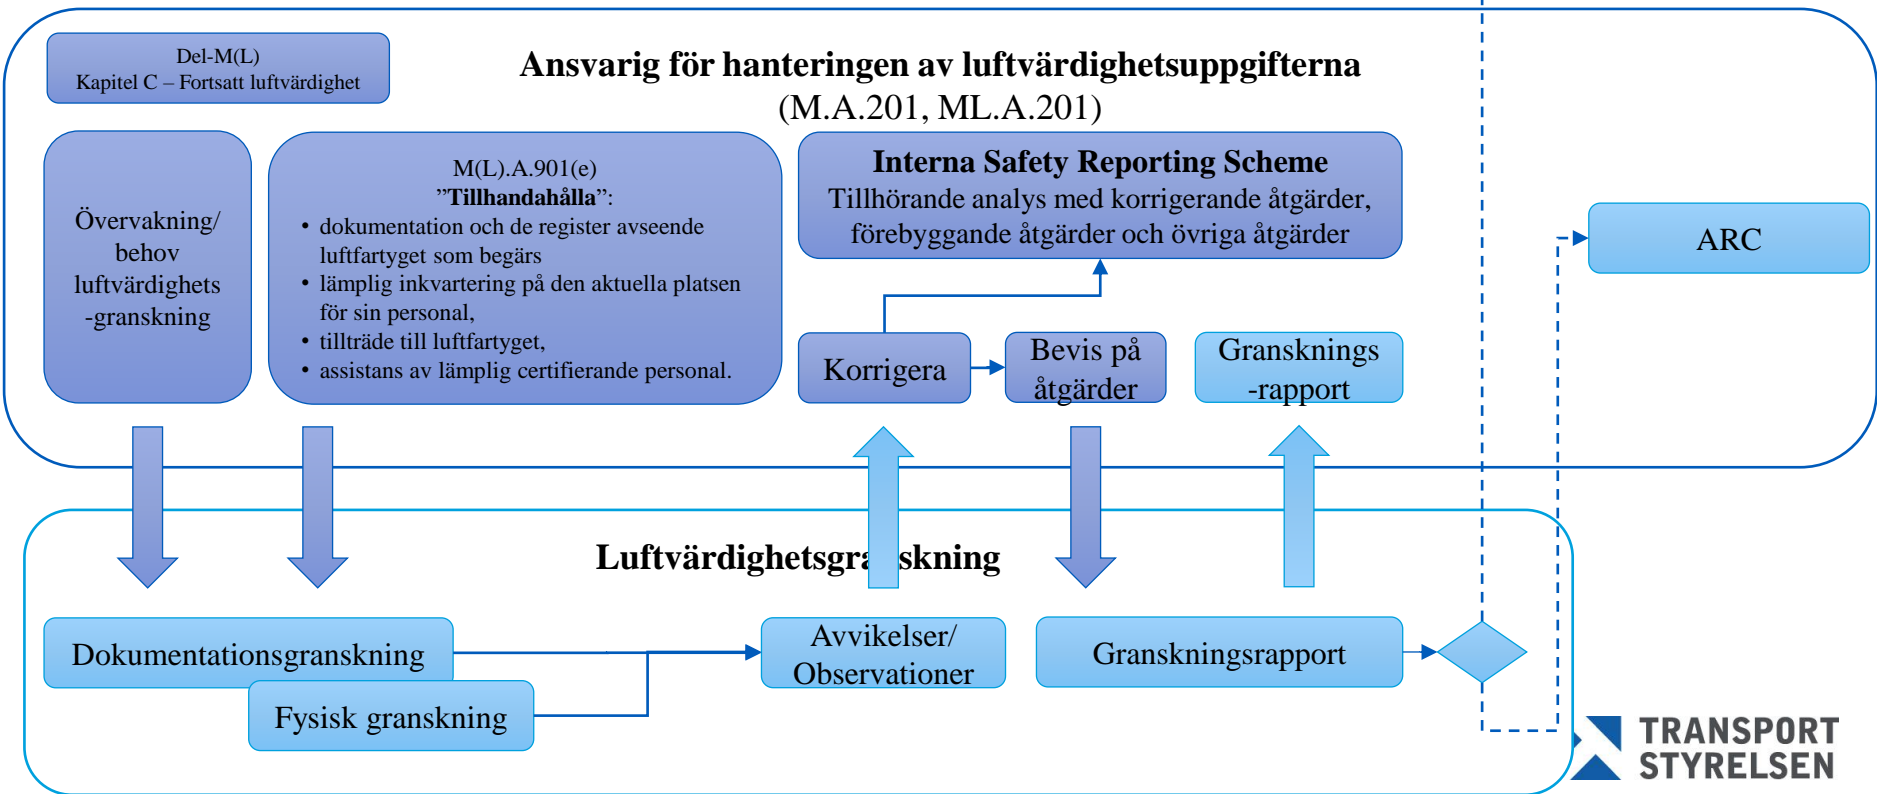 Del-M(L)
Kapitel C – Fortsatt luftvärdighet
Ansvarig för hanteringen av luftvärdighetsuppgifterna
(M.A.201, ML.A.201)
Övervakning/
behov
luftvärdighets
-granskning
M(L).A.901(e)
”Tillhandahålla”:
• dokumentation och de register avseende
luftfartyget som begärs
• lämplig inkvartering på den aktuella platsen
för sin personal,
• tillträde till luftfartyget,
• assistans av lämplig certifierande personal.
Interna Safety Reporting Scheme
Tillhörande analys med korrigerande åtgärder,
förebyggande åtgärder och övriga åtgärder
Korrigera
Bevis på
åtgärder
Gransknings
-rapport
ARC
Luftvärdighetsgranskning
Dokumentationsgranskning
Fysisk granskning
Avvikelser/
Observationer
Granskningsrapport
TRANSPORT
STYRELSEN